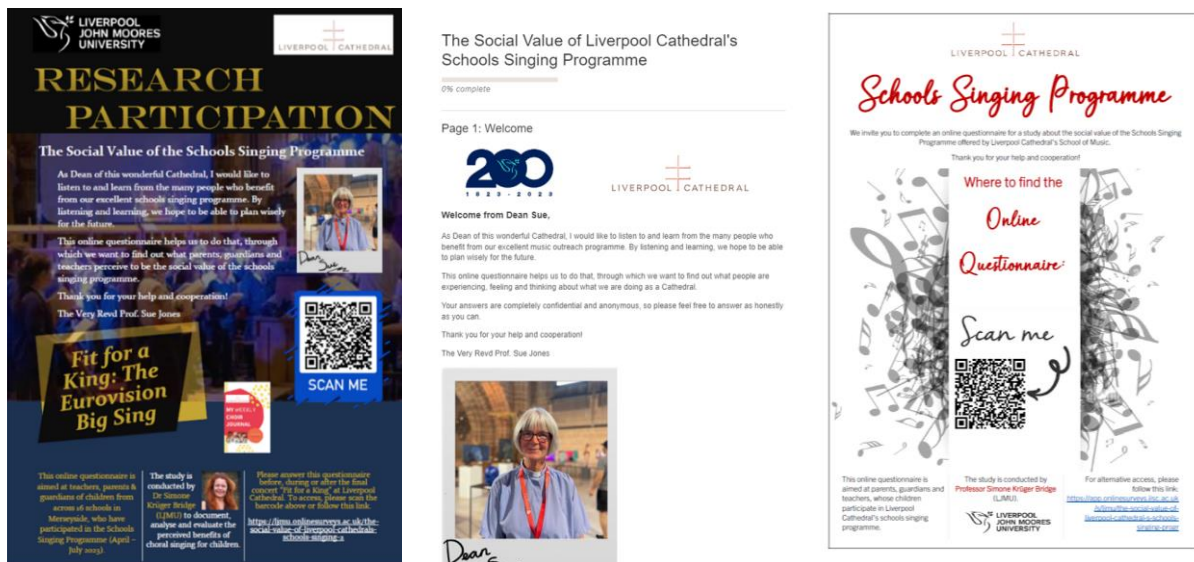 LIVERPOOL
JOHN MOORES
UNIVERSITY
LIVERPOOL CATHEDRAL
RESEARCH
PARTICIPATION
The Social Value of the Schools Singing Programme
As Dean of this wonderful Cathedral, I would like to
listen to and learn from the many people who benefit
from our excellent schools singing programme. By
listening and learning, we hope to be able to plan wisely
for the future.
This online questionnaire helps us to do that, through
which we want to find out what parents, guardians and
teachers perceive to be the social value of the schools
singing programme.
Thank you for your help and cooperation!
The Very Revd Prof. Sue Jones
Dean
Sue
SCAN ME
Fit for a
King: The
Eurovision
Big Sing
MY WEEKLY
CHOIR
JOURNAL
This online questionnaire is
aimed at teachers, parents &
guardians of children from
across 16 schools in
Merseyside, who have
participated in the Schools
Singing Programme (April –
July 2023).
The study is
conducted by
Dr Simone
Krüger Bridge
(LJMU) to document,
analyse and evaluate the
perceived benefits of
choral singing for children.
Please answer this questionnaire
before, during or after the final
concert "Fit for a King" at Liverpool
Cathedral. To access, please scan the
barcode above or follow this link.
https://ljmu.onlinesurveys.ac.uk/the-
social-value-of-liverpool-cathedrals-
schools-singing-2
The Social Value of Liverpool Cathedral's
Schools Singing Programme
0% complete
Page 1: Welcome
200
1823-2023
LIVERPOOL CATHEDRAL
Welcome from Dean Sue,
As Dean of this wonderful Cathedral, I would like to listen to and learn from the many people who
benefit from our excellent music outreach programme. By listening and learning, we hope to be able
to plan wisely for the future.
This online questionnaire helps us to do that, through which we want to find out what people are
experiencing, feeling and thinking about what we are doing as a Cathedral.
Your answers are completely confidential and anonymous, so please feel free to answer as honestly
as you can.
Thank you for your help and cooperation!
The Very Revd Prof. Sue Jones
Dean
LIVERPOOL CATHEDRAL
Schools Singing Programme
We invite you to complete an online questionnaire for a study about the social value of the Schools Singing
Programme offered by Liverpool Cathedral's School of Music.
Thank you for your help and cooperation!
Where to find the
Online
Questionnaire:
Scan me
This online questionnaire is
aimed at parents, guardians and
teachers, whose children
participate in Liverpool
Cathedral's schools singing
programme.
The study is conducted by
Professor Simone Krüger Bridge
(LJMU).
LIVERPOOL
JOHN MOORES
UNIVERSITY
For alternative access, please
follow this link:
https://app.onlinesurveys.jisc.ac.uk
/s/ljmu/the-social-value-of
liverpool-cathedral-s-schools-
singing-progr